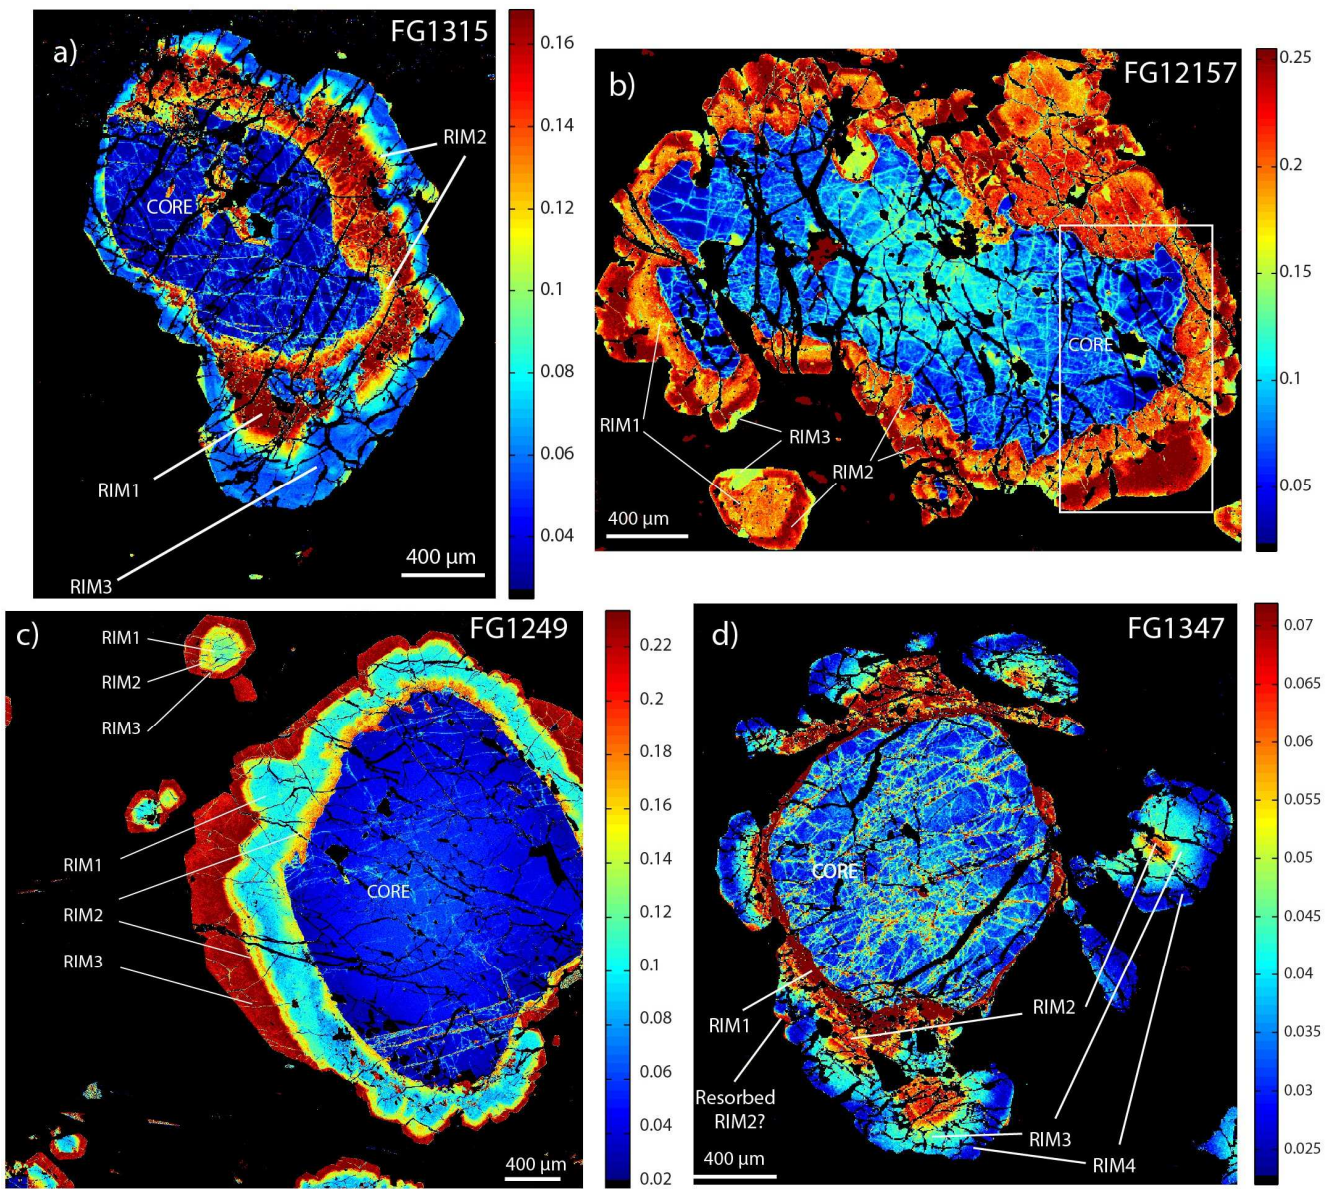 a)
FG1315
RIM2
CORE
RIM1
RIM3
400 µm
0.16
0.14
0.12
0.1
0.08
0.06
0.04
b)
FG12157
CORE
RIM1
RIM3
RIM2
400 µm
0.25
0.2
0.15
0.1
0.05
c)
FG1249
RIM1
RIM2
RIM3
RIM1
CORE
RIM2
RIM3
400 µm
0.22
0.2
0.18
0.16
0.14
0.12
0.1
0.08
0.06
0.04
0.02
d)
FG1347
CORE
RIM1
RIM2
Resorbed
RIM2?
RIM3
RIM4
400 µm
0.07
0.065
0.06
0.055
0.05
0.045
0.04
0.035
0.03
0.025